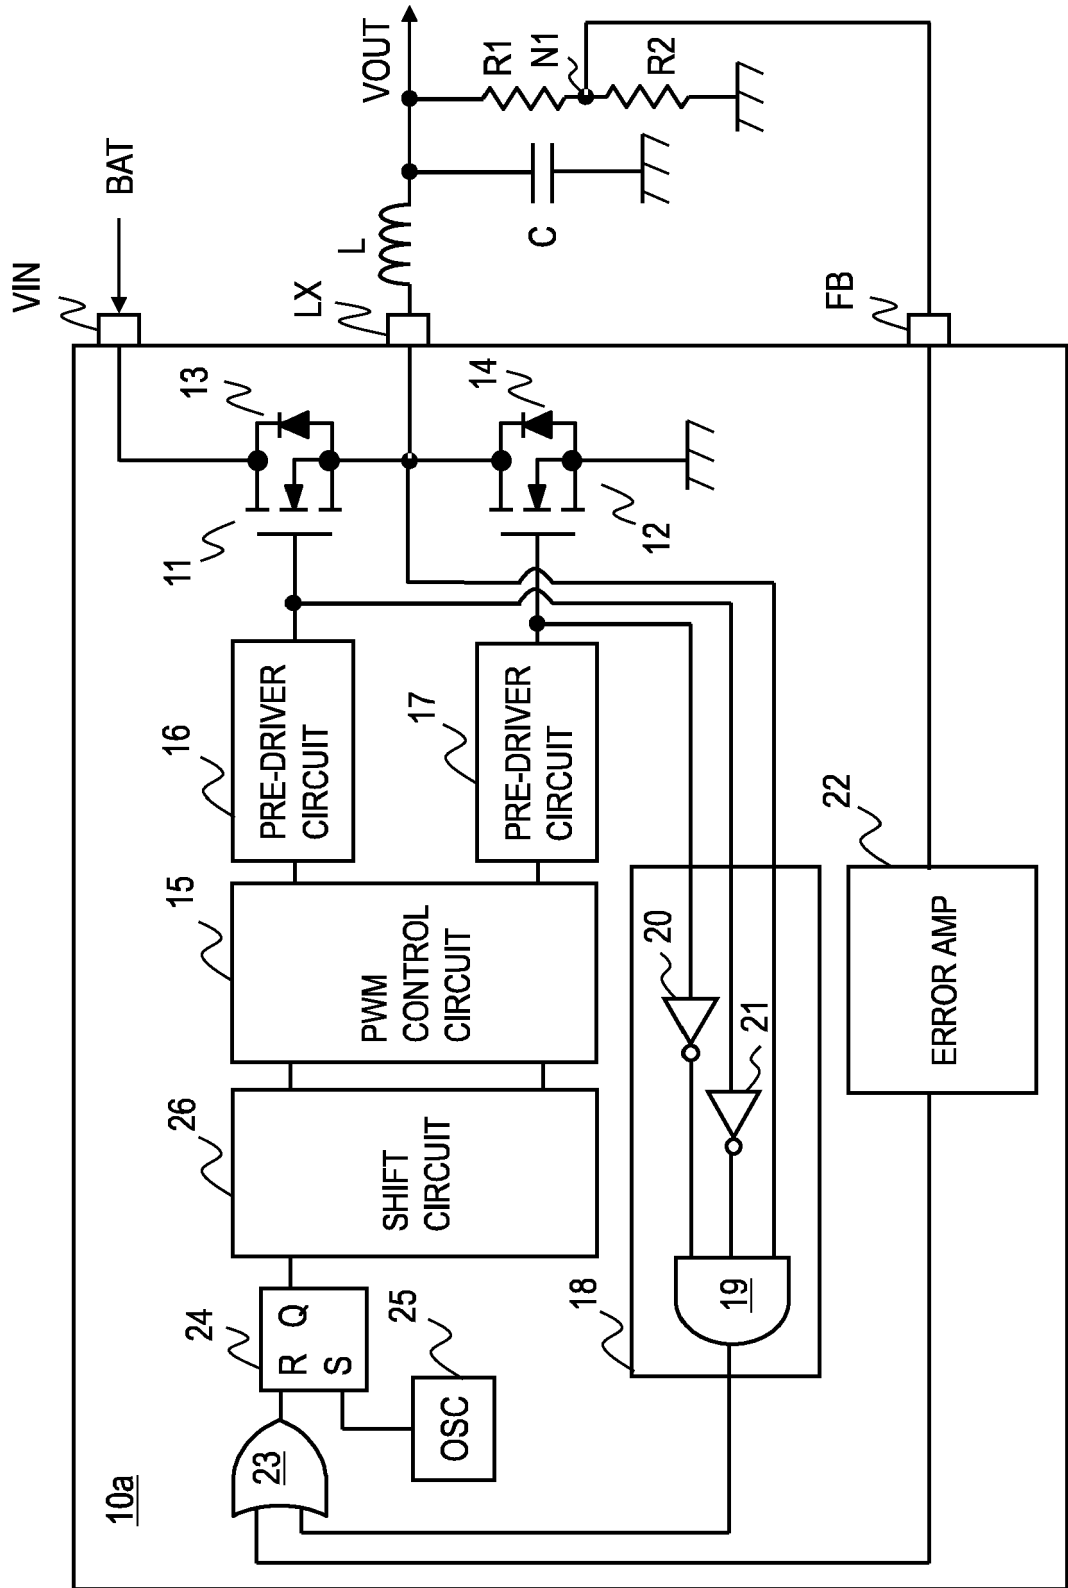 10a
VIN
BAT
13
11
16
PRE-DRIVER
CIRCUIT
15
PWM
CONTROL
CIRCUIT
26
SHIFT
CIRCUIT
24
R Q
S
23
25
OSC
LX
L
VOUT
C
R1
N1
R2
14
12
17
PRE-DRIVER
CIRCUIT
18
19
20
21
22
ERROR AMP
FB